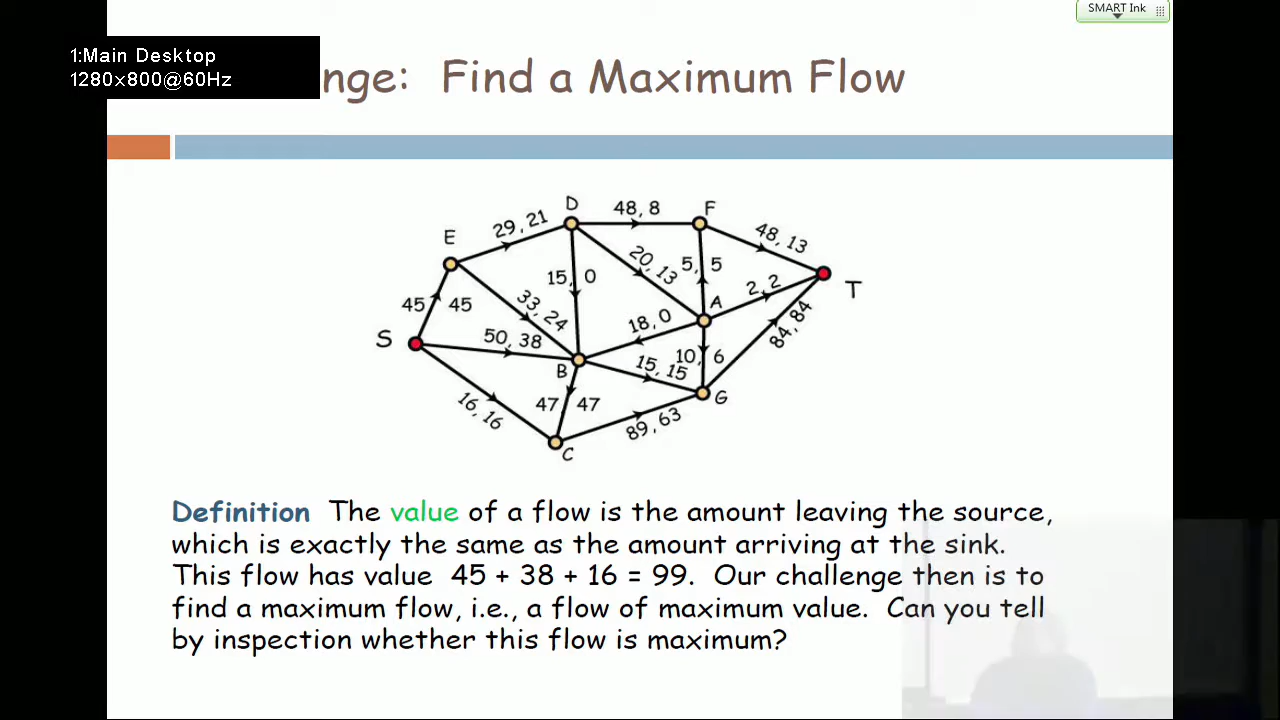 SMART Ink
1:Main Desktop
1280x800@60Hz
nge: Find a Maximum Flow
D
48, 8
F
29, 21
48, 13
E
20, 13
5, 5
15, 0
T
2, 2
A
45 45
33, 24
18, 0
84, 84
S
50, 38
10, 6
15, 15
B
G
16, 16
47 47
89, 63
C
Definition The value of a flow is the amount leaving the source,
which is exactly the same as the amount arriving at the sink.
This flow has value 45 + 38 + 16 = 99. Our challenge then is to
find a maximum flow, i.e., a flow of maximum value. Can you tell
by inspection whether this flow is maximum?